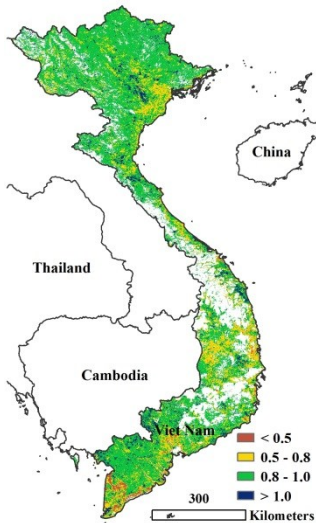 China
Thailand
Cambodia
Viet Nam
< 0.5
0.5 - 0.8
0.8 - 1.0
> 1.0
300
Kilometers